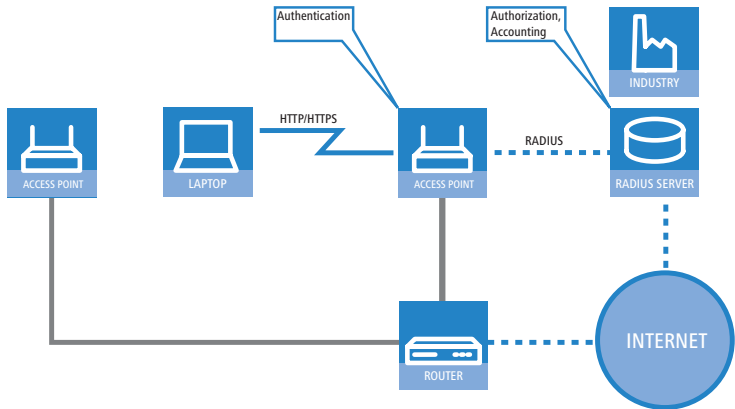 Authentication
Authorization,
Accounting
INDUSTRY
HTTP/HTTPS
RADIUS
ACCESS POINT
LAPTOP
ACCESS POINT
RADIUS SERVER
INTERNET
ROUTER